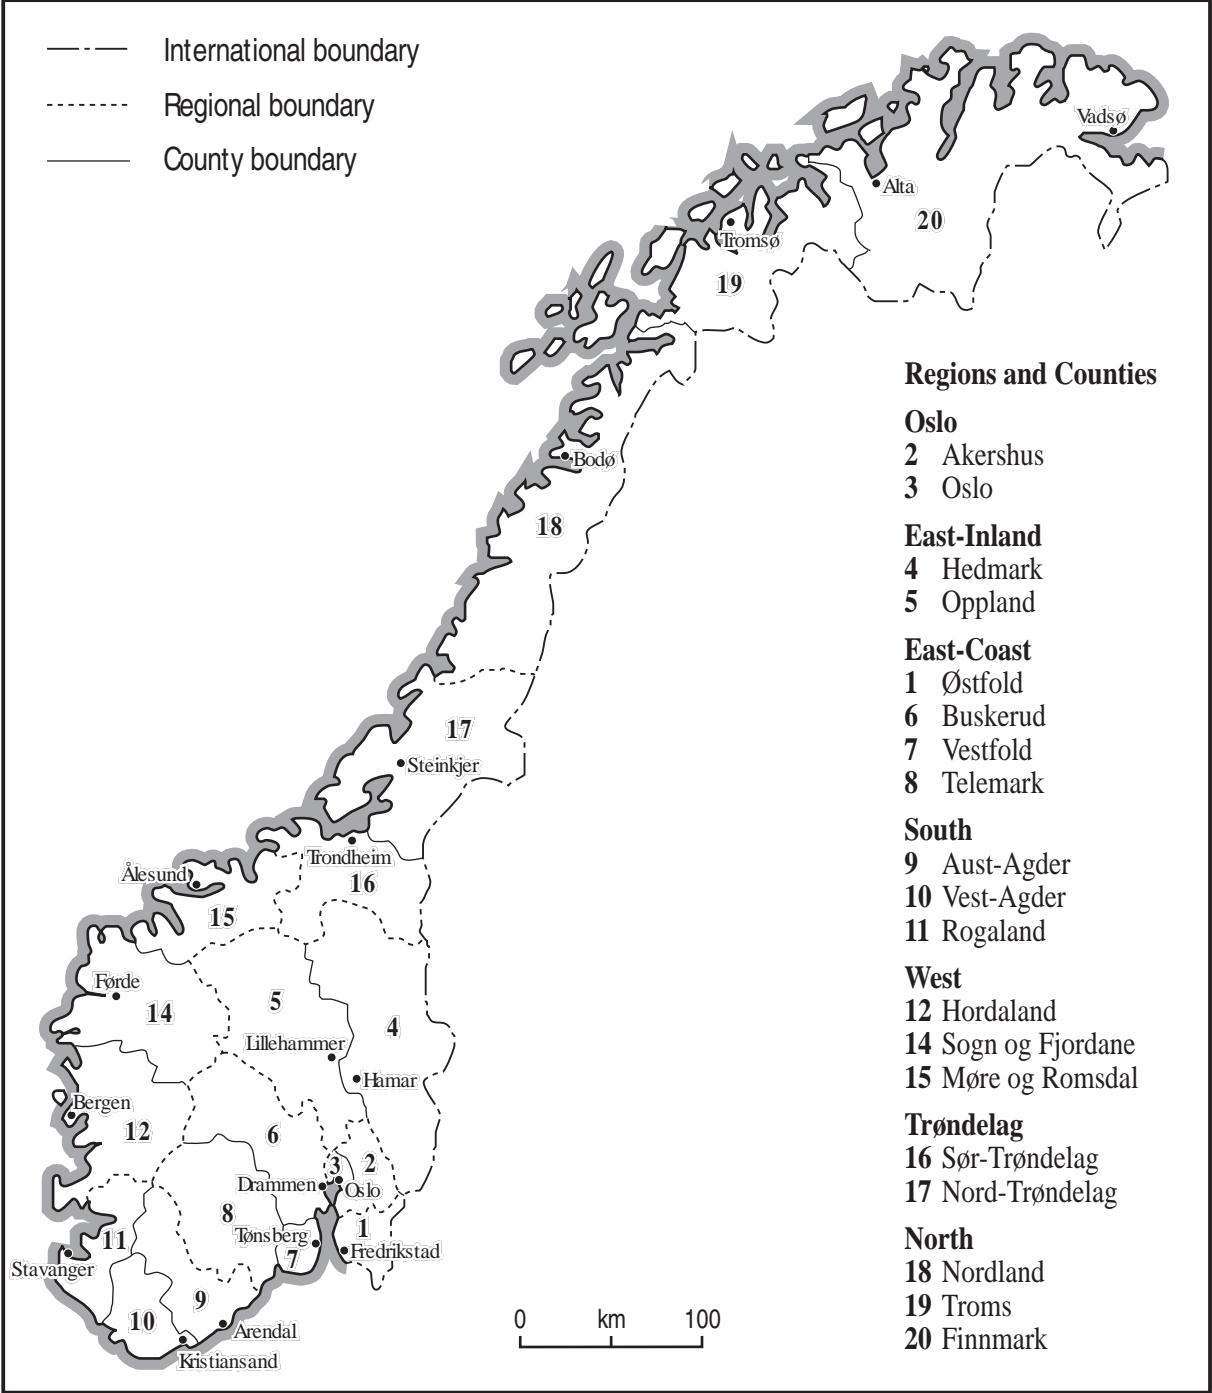 International boundary
Regional boundary
County boundary
Vadsø
Alta
20
Tromsø
19
Bodø
18
17
Steinkjer
Trondheim
16
Ålesund
15
Førde
14
5
4
Lillehammer
Hamar
Bergen
12
6
3
2
Drammen
Oslo
8
1
Tønsberg
Fredrikstad
7
11
Stavanger
9
10
Arendal
Kristiansand
0 km 100
Regions and Counties
Oslo
2 Akershus
3 Oslo
East-Inland
4 Hedmark
5 Oppland
East-Coast
1 Østfold
6 Buskerud
7 Vestfold
8 Telemark
South
9 Aust-Agder
10 Vest-Agder
11 Rogaland
West
12 Hordaland
14 Sogn og Fjordane
15 Møre og Romsdal
Trøndelag
16 Sør-Trøndelag
17 Nord-Trøndelag
North
18 Nordland
19 Troms
20 Finnmark